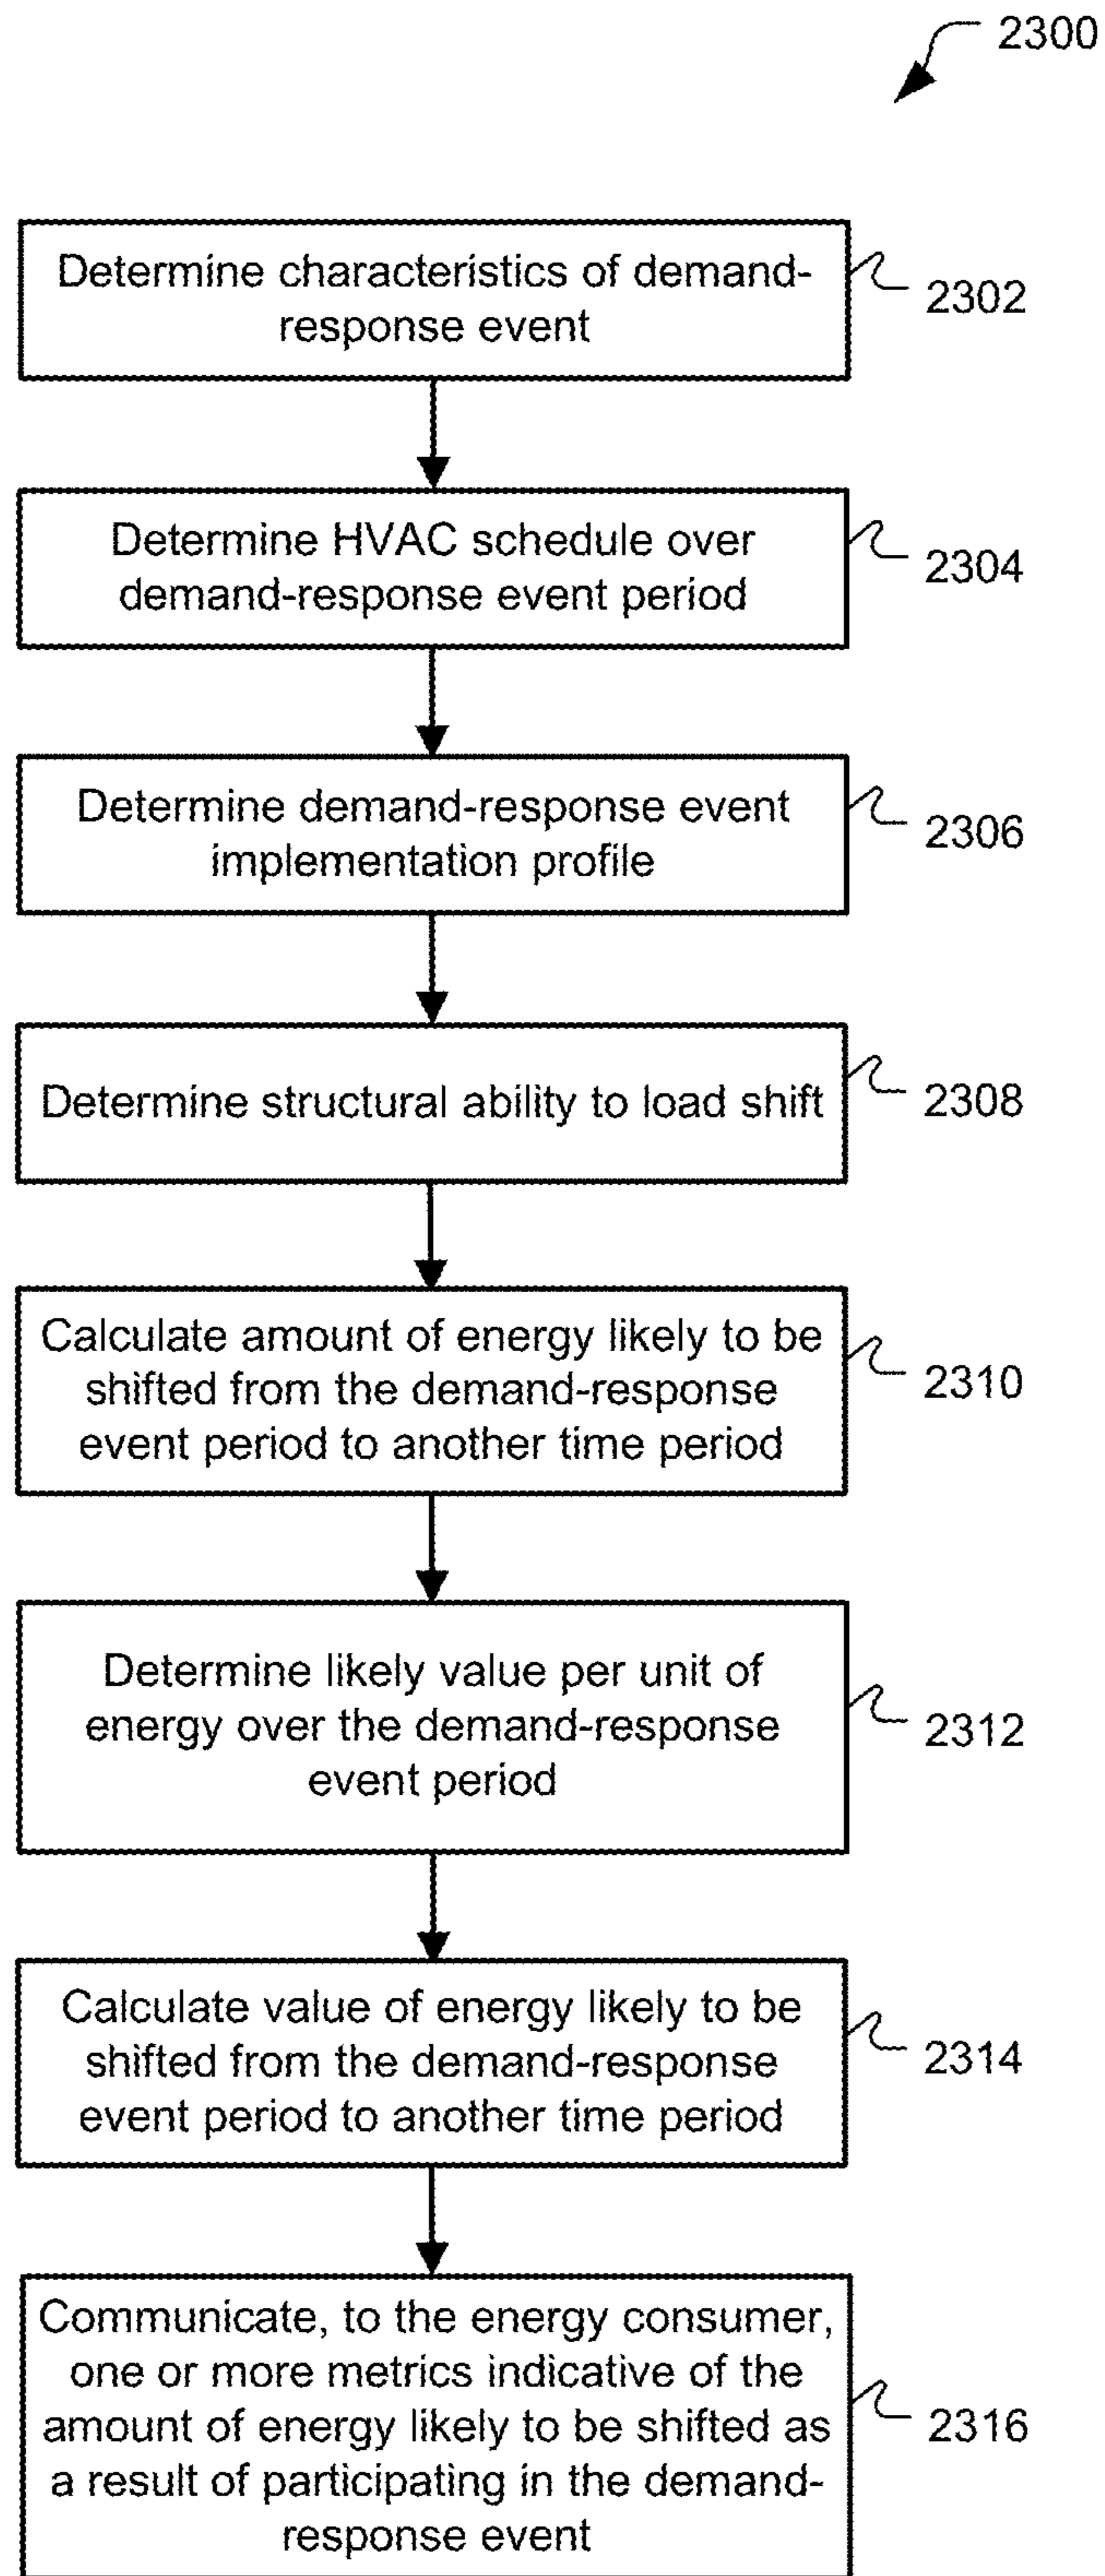 2300
Determine characteristics of demand-
response event
2302
Determine HVAC schedule over
demand-response event period
2304
Determine demand-response event
implementation profile
2306
Determine structural ability to load shift
2308
Calculate amount of energy likely to be
shifted from the demand-response
event period to another time period
2310
Determine likely value per unit of
energy over the demand-response
event period
2312
Calculate value of energy likely to be
shifted from the demand-response
event period to another time period
2314
Communicate, to the energy consumer,
one or more metrics indicative of the
amount of energy likely to be shifted as
a result of participating in the demand-
response event
2316